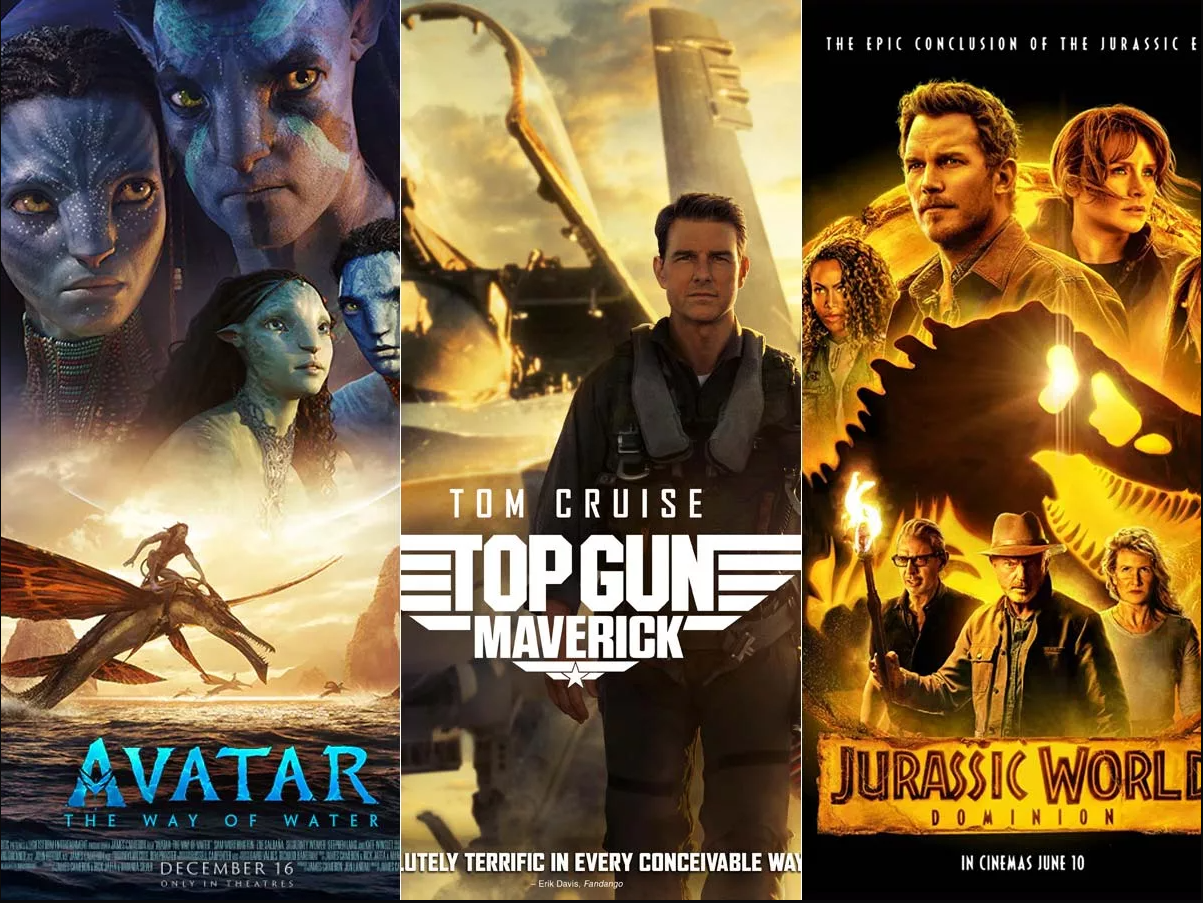 AVATAR
THE WAY OF WATER
DECEMBER 16
ONLY IN THEATRES
TOM CRUISE
TOP GUN
MAVERICK
LUTELY TERRIFIC IN EVERY CONCEIVABLE WAY
– Erik Davis, Fandango
THE EPIC CONCLUSION OF THE JURASSIC E
JURASSIC WORLD
DOMINION
IN CINEMAS JUNE 10